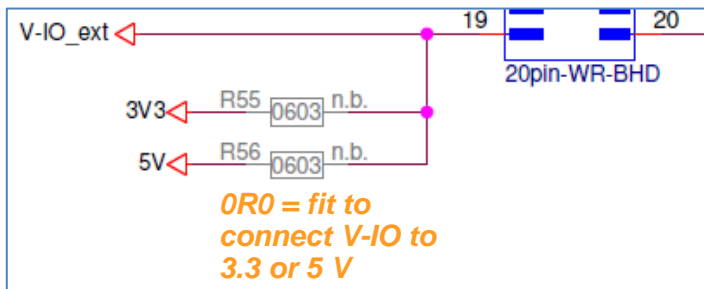 19 20
V-IO_ext
20pin-WR-BHD
3V3 R55 0603 n.b.
5V R56 0603 n.b.
0R0 = fit to
connect V-IO to
3.3 or 5 V